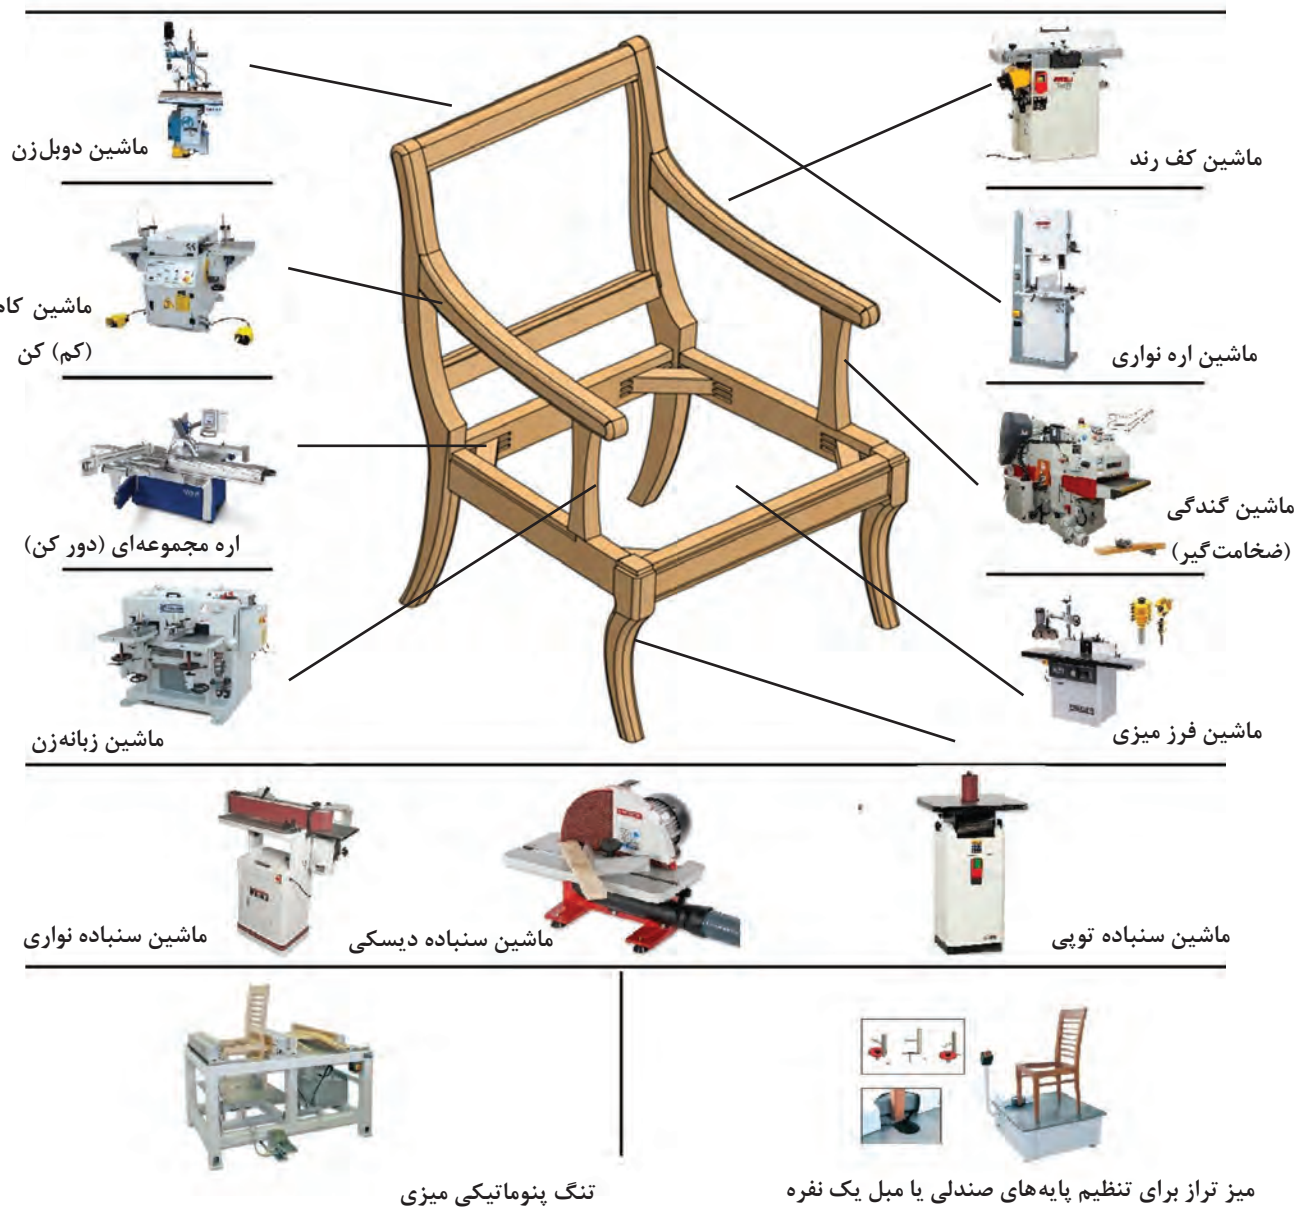 ماشین کف رند
ماشین دوبل‌زن
ماشین اره نواری
ماشین
(کم) کن
ماشین گندگی
(ضخامت‌گیر)
اره مجموعه‌ای (دور کن)
ماشین فرز میزی
ماشین زبانه‌زن
ماشین سنباده توپی
ماشین سنباده دیسکی
ماشین سنباده نواری
میز تراز برای تنظیم پایه‌های صندلی یا مبل یک نفره
تنگ پنوماتیکی میزی